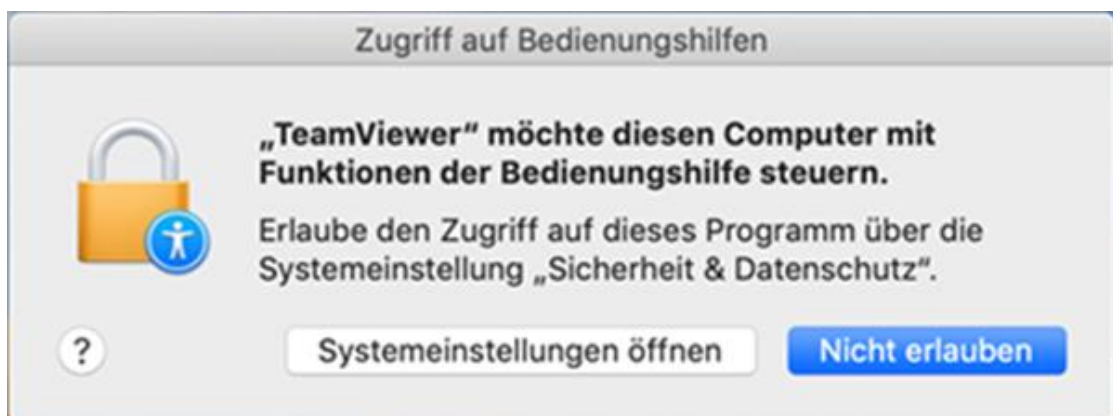 Zugriff auf Bedienungshilfen
„TeamViewer“ möchte diesen Computer mit
Funktionen der Bedienungshilfe steuern.
Erlaube den Zugriff auf dieses Programm über die
Systemeinstellung „Sicherheit & Datenschutz“.
? Systemeinstellungen öffnen Nicht erlauben